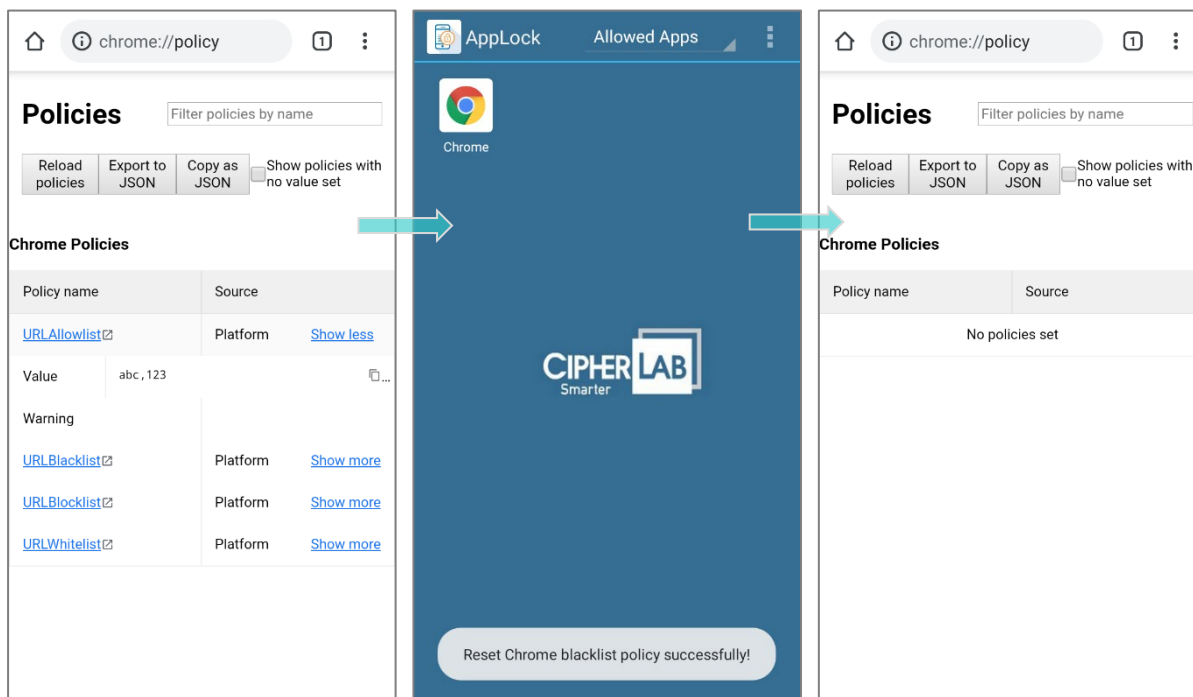 chrome://policy
1
Policies
Filter policies by name
Reload policies
Export to JSON
Copy as JSON
Show policies with no value set
Chrome Policies
Policy name
Source
URLAllowlist
Platform
Show less
Value
abc,123
...
Warning
URLBlacklist
Platform
Show more
URLBlocklist
Platform
Show more
URLWhitelist
Platform
Show more
AppLock
Allowed Apps
Chrome
CIPHERLAB
Smarter
Reset Chrome blacklist policy successfully!
chrome://policy
1
Policies
Filter policies by name
Reload policies
Export to JSON
Copy as JSON
Show policies with no value set
Chrome Policies
Policy name
Source
No policies set